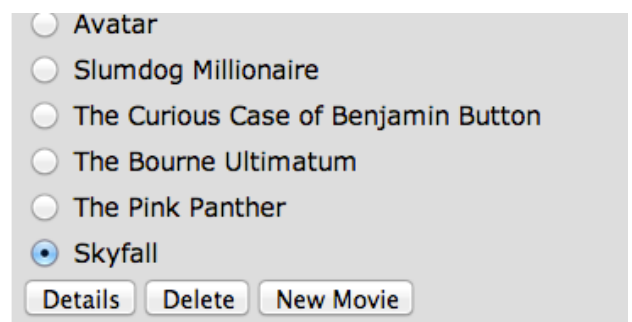 Avatar
Slumdog Millionaire
The Curious Case of Benjamin Button
The Bourne Ultimatum
The Pink Panther
Skyfall
Details Delete New Movie